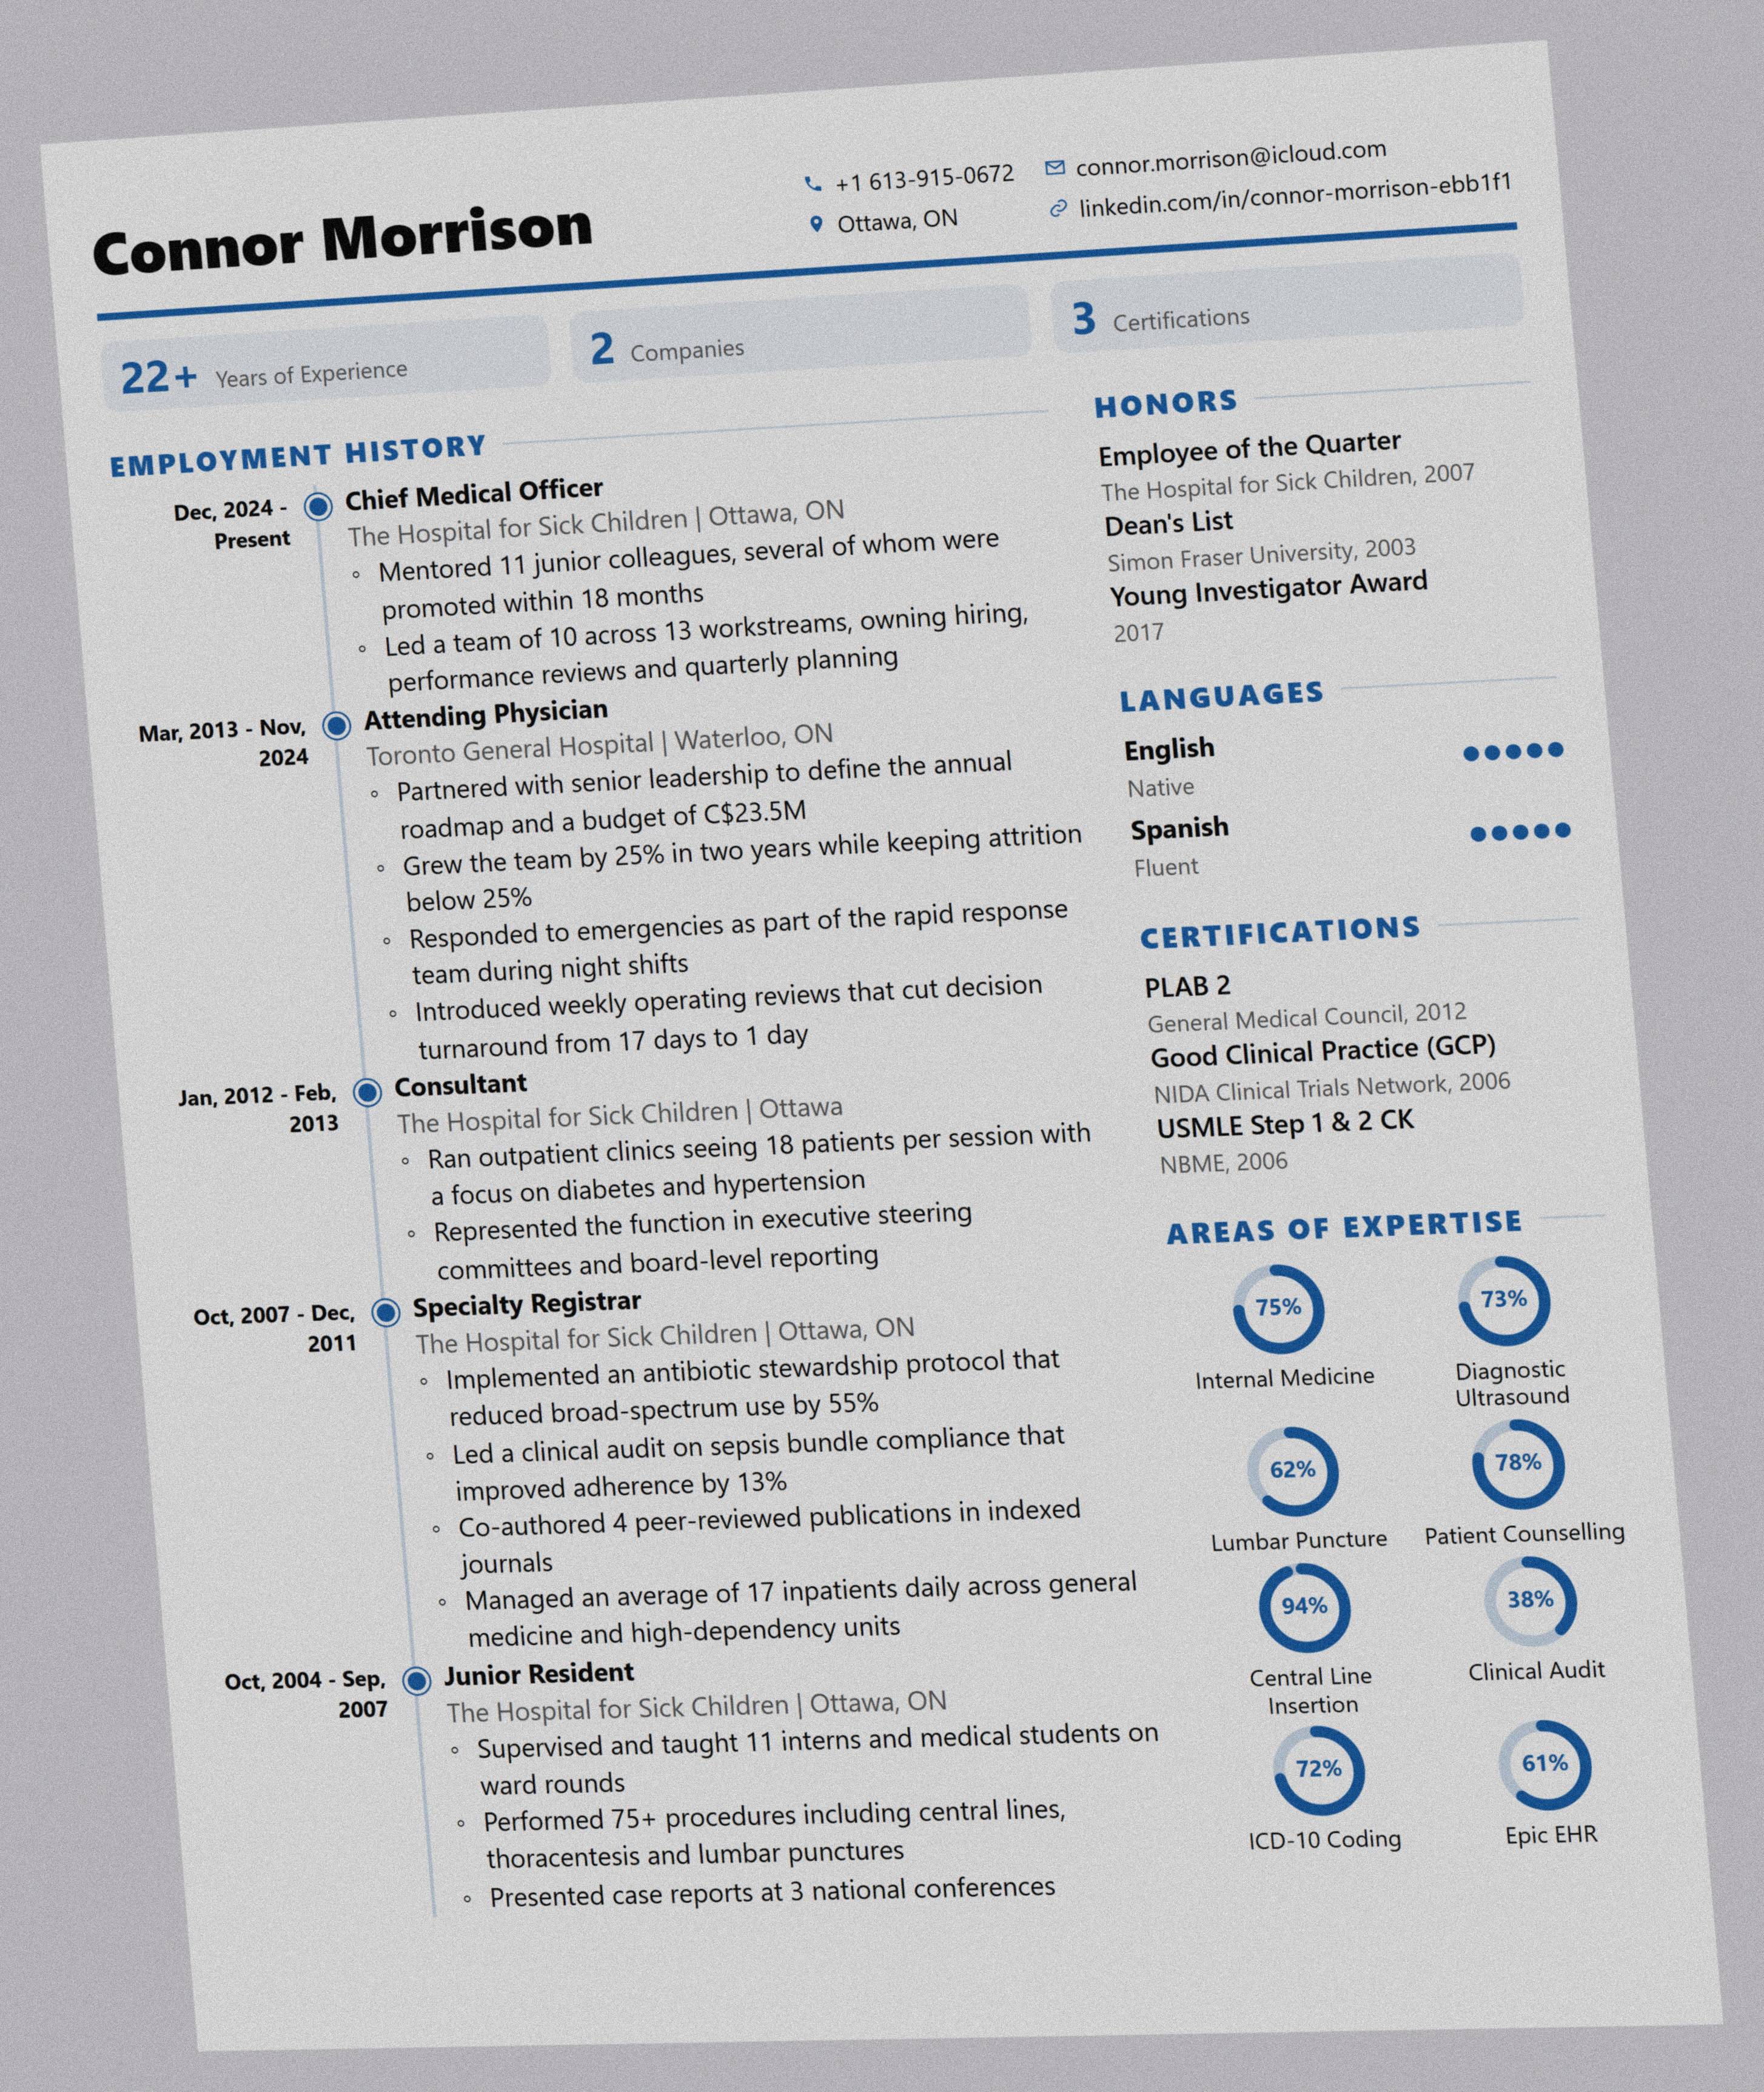 Connor Morrison
+1 613-915-0672
connor.morrison@icloud.com
Ottawa, ON
linkedin.com/in/connor-morrison-ebb1f1
22+ Years of Experience
2 Companies
3 Certifications
EMPLOYMENT HISTORY
Dec, 2024 -
Present
Chief Medical Officer
The Hospital for Sick Children | Ottawa, ON
◦ Mentored 11 junior colleagues, several of whom were
promoted within 18 months
◦ Led a team of 10 across 13 workstreams, owning hiring,
performance reviews and quarterly planning
Mar, 2013 - Nov,
2024
Attending Physician
Toronto General Hospital | Waterloo, ON
◦ Partnered with senior leadership to define the annual
roadmap and a budget of C$23.5M
◦ Grew the team by 25% in two years while keeping attrition
below 25%
◦ Responded to emergencies as part of the rapid response
team during night shifts
◦ Introduced weekly operating reviews that cut decision
turnaround from 17 days to 1 day
Jan, 2012 - Feb,
2013
Consultant
The Hospital for Sick Children | Ottawa
◦ Ran outpatient clinics seeing 18 patients per session with
a focus on diabetes and hypertension
◦ Represented the function in executive steering
committees and board-level reporting
Oct, 2007 - Dec,
2011
Specialty Registrar
The Hospital for Sick Children | Ottawa, ON
◦ Implemented an antibiotic stewardship protocol that
reduced broad-spectrum use by 55%
◦ Led a clinical audit on sepsis bundle compliance that
improved adherence by 13%
◦ Co-authored 4 peer-reviewed publications in indexed
journals
◦ Managed an average of 17 inpatients daily across general
medicine and high-dependency units
Oct, 2004 - Sep,
2007
Junior Resident
The Hospital for Sick Children | Ottawa, ON
◦ Supervised and taught 11 interns and medical students on
ward rounds
◦ Performed 75+ procedures including central lines,
thoracentesis and lumbar punctures
◦ Presented case reports at 3 national conferences
HONORS
Employee of the Quarter
The Hospital for Sick Children, 2007
Dean's List
Simon Fraser University, 2003
Young Investigator Award
2017
LANGUAGES
English
Native
Spanish
Fluent
CERTIFICATIONS
PLAB 2
General Medical Council, 2012
Good Clinical Practice (GCP)
NIDA Clinical Trials Network, 2006
USMLE Step 1 & 2 CK
NBME, 2006
AREAS OF EXPERTISE
75%
Internal Medicine
73%
Diagnostic
Ultrasound
62%
Lumbar Puncture
78%
Patient Counselling
94%
Central Line
Insertion
38%
Clinical Audit
72%
ICD-10 Coding
61%
Epic EHR